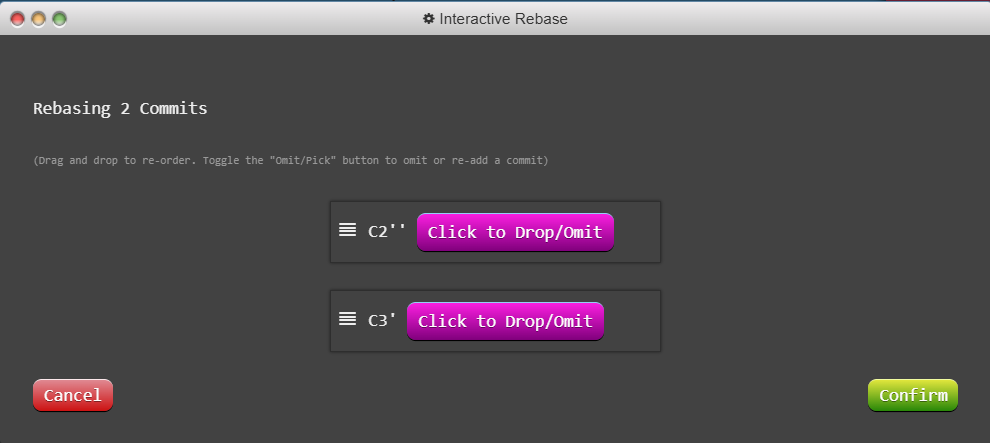 Interactive Rebase
Rebasing 2 Commits
(Drag and drop to re-order. Toggle the "Omit/Pick" button to omit or re-add a commit)
C2'' Click to Drop/Omit
C3' Click to Drop/Omit
Cancel Confirm